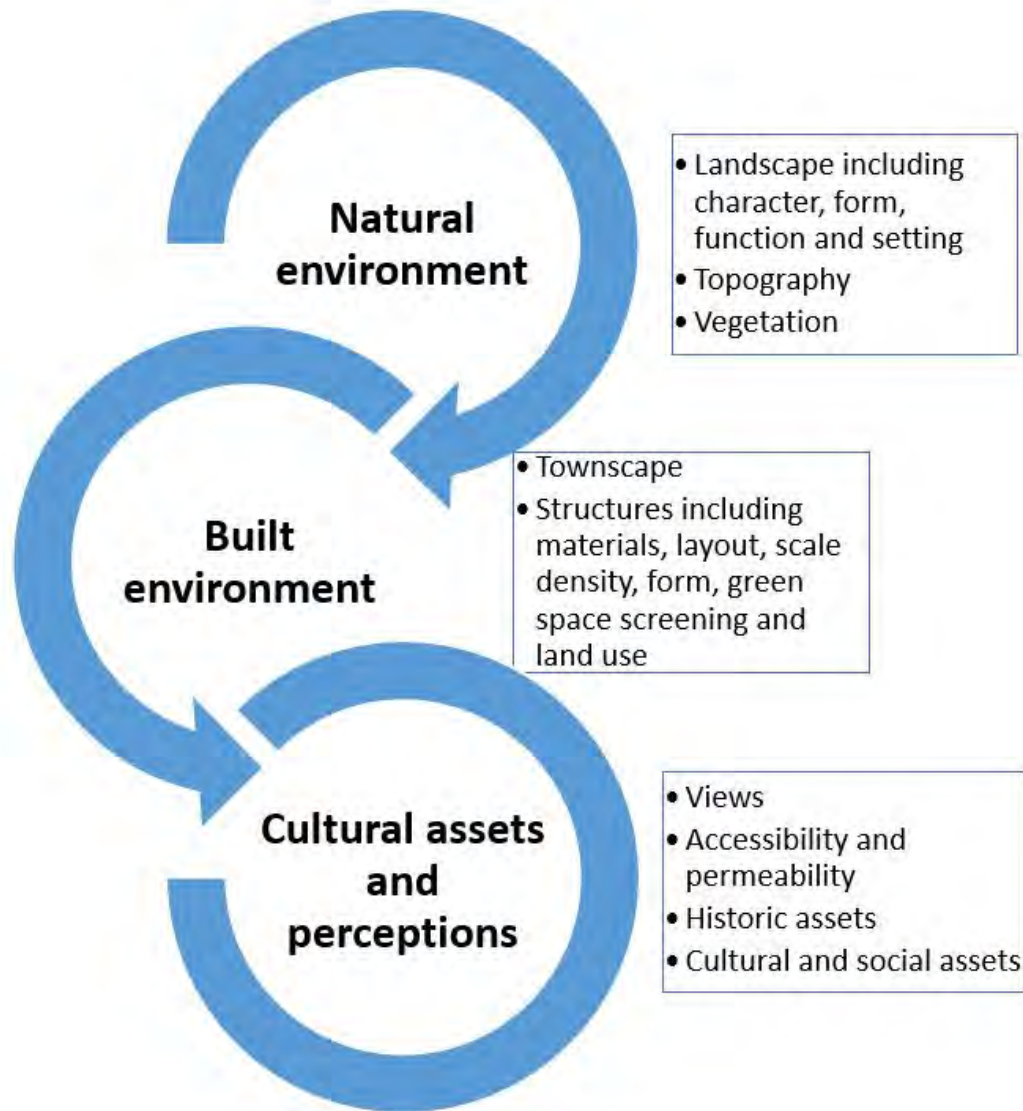 Natural
environment
• Landscape including
character, form,
function and setting
• Topography
• Vegetation
Built
environment
• Townscape
• Structures including
materials, layout, scale
density, form, green
space screening and
land use
Cultural assets
and
perceptions
• Views
• Accessibility and
permeability
• Historic assets
• Cultural and social assets